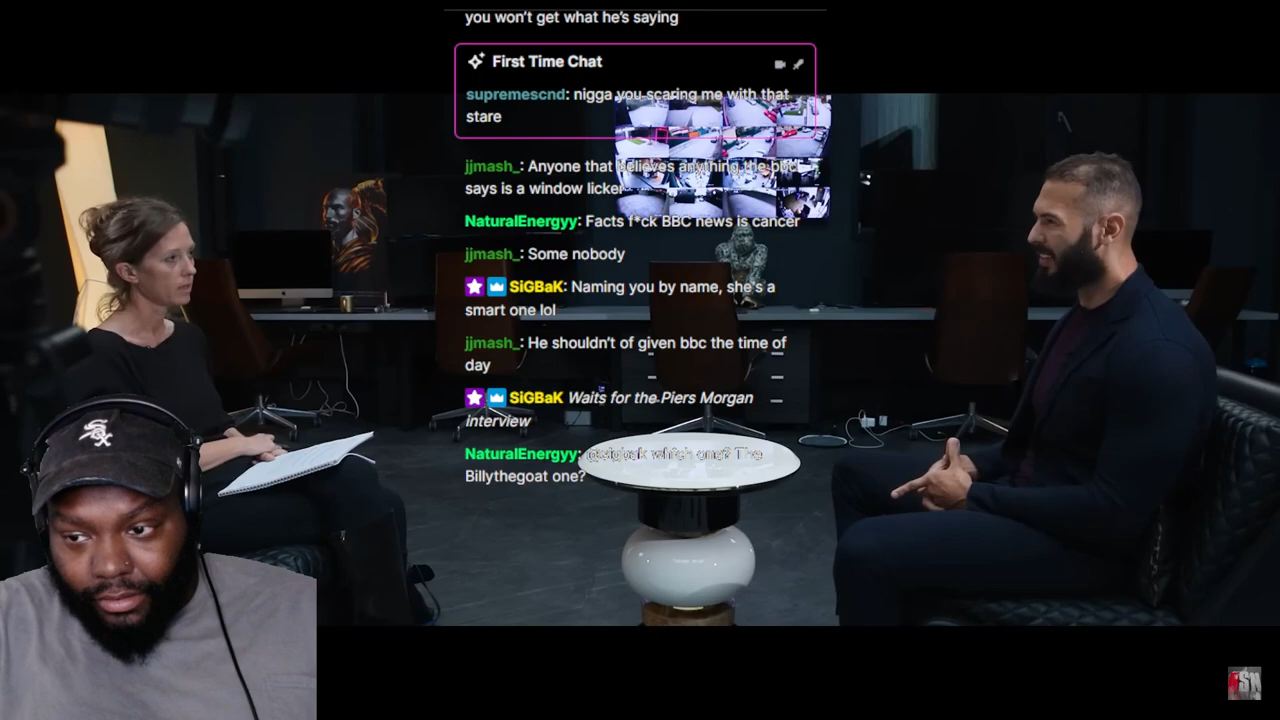 you won't get what he's saying
First Time Chat
supremescnd: nigga you scaring me with that
stare
jjmash_: Anyone that believes anything the bbc
says is a window licker
NaturalEnergyy: Facts f*ck BBC news is cancer
jjmash_: Some nobody
SiGBaK: Naming you by name, she's a
smart one lol
jjmash_: He shouldn't of given bbc the time of
day
SiGBaK Waits for the Piers Morgan
interview
NaturalEnergyy: @sigbak which one? The
Billythegoat one?
Sox